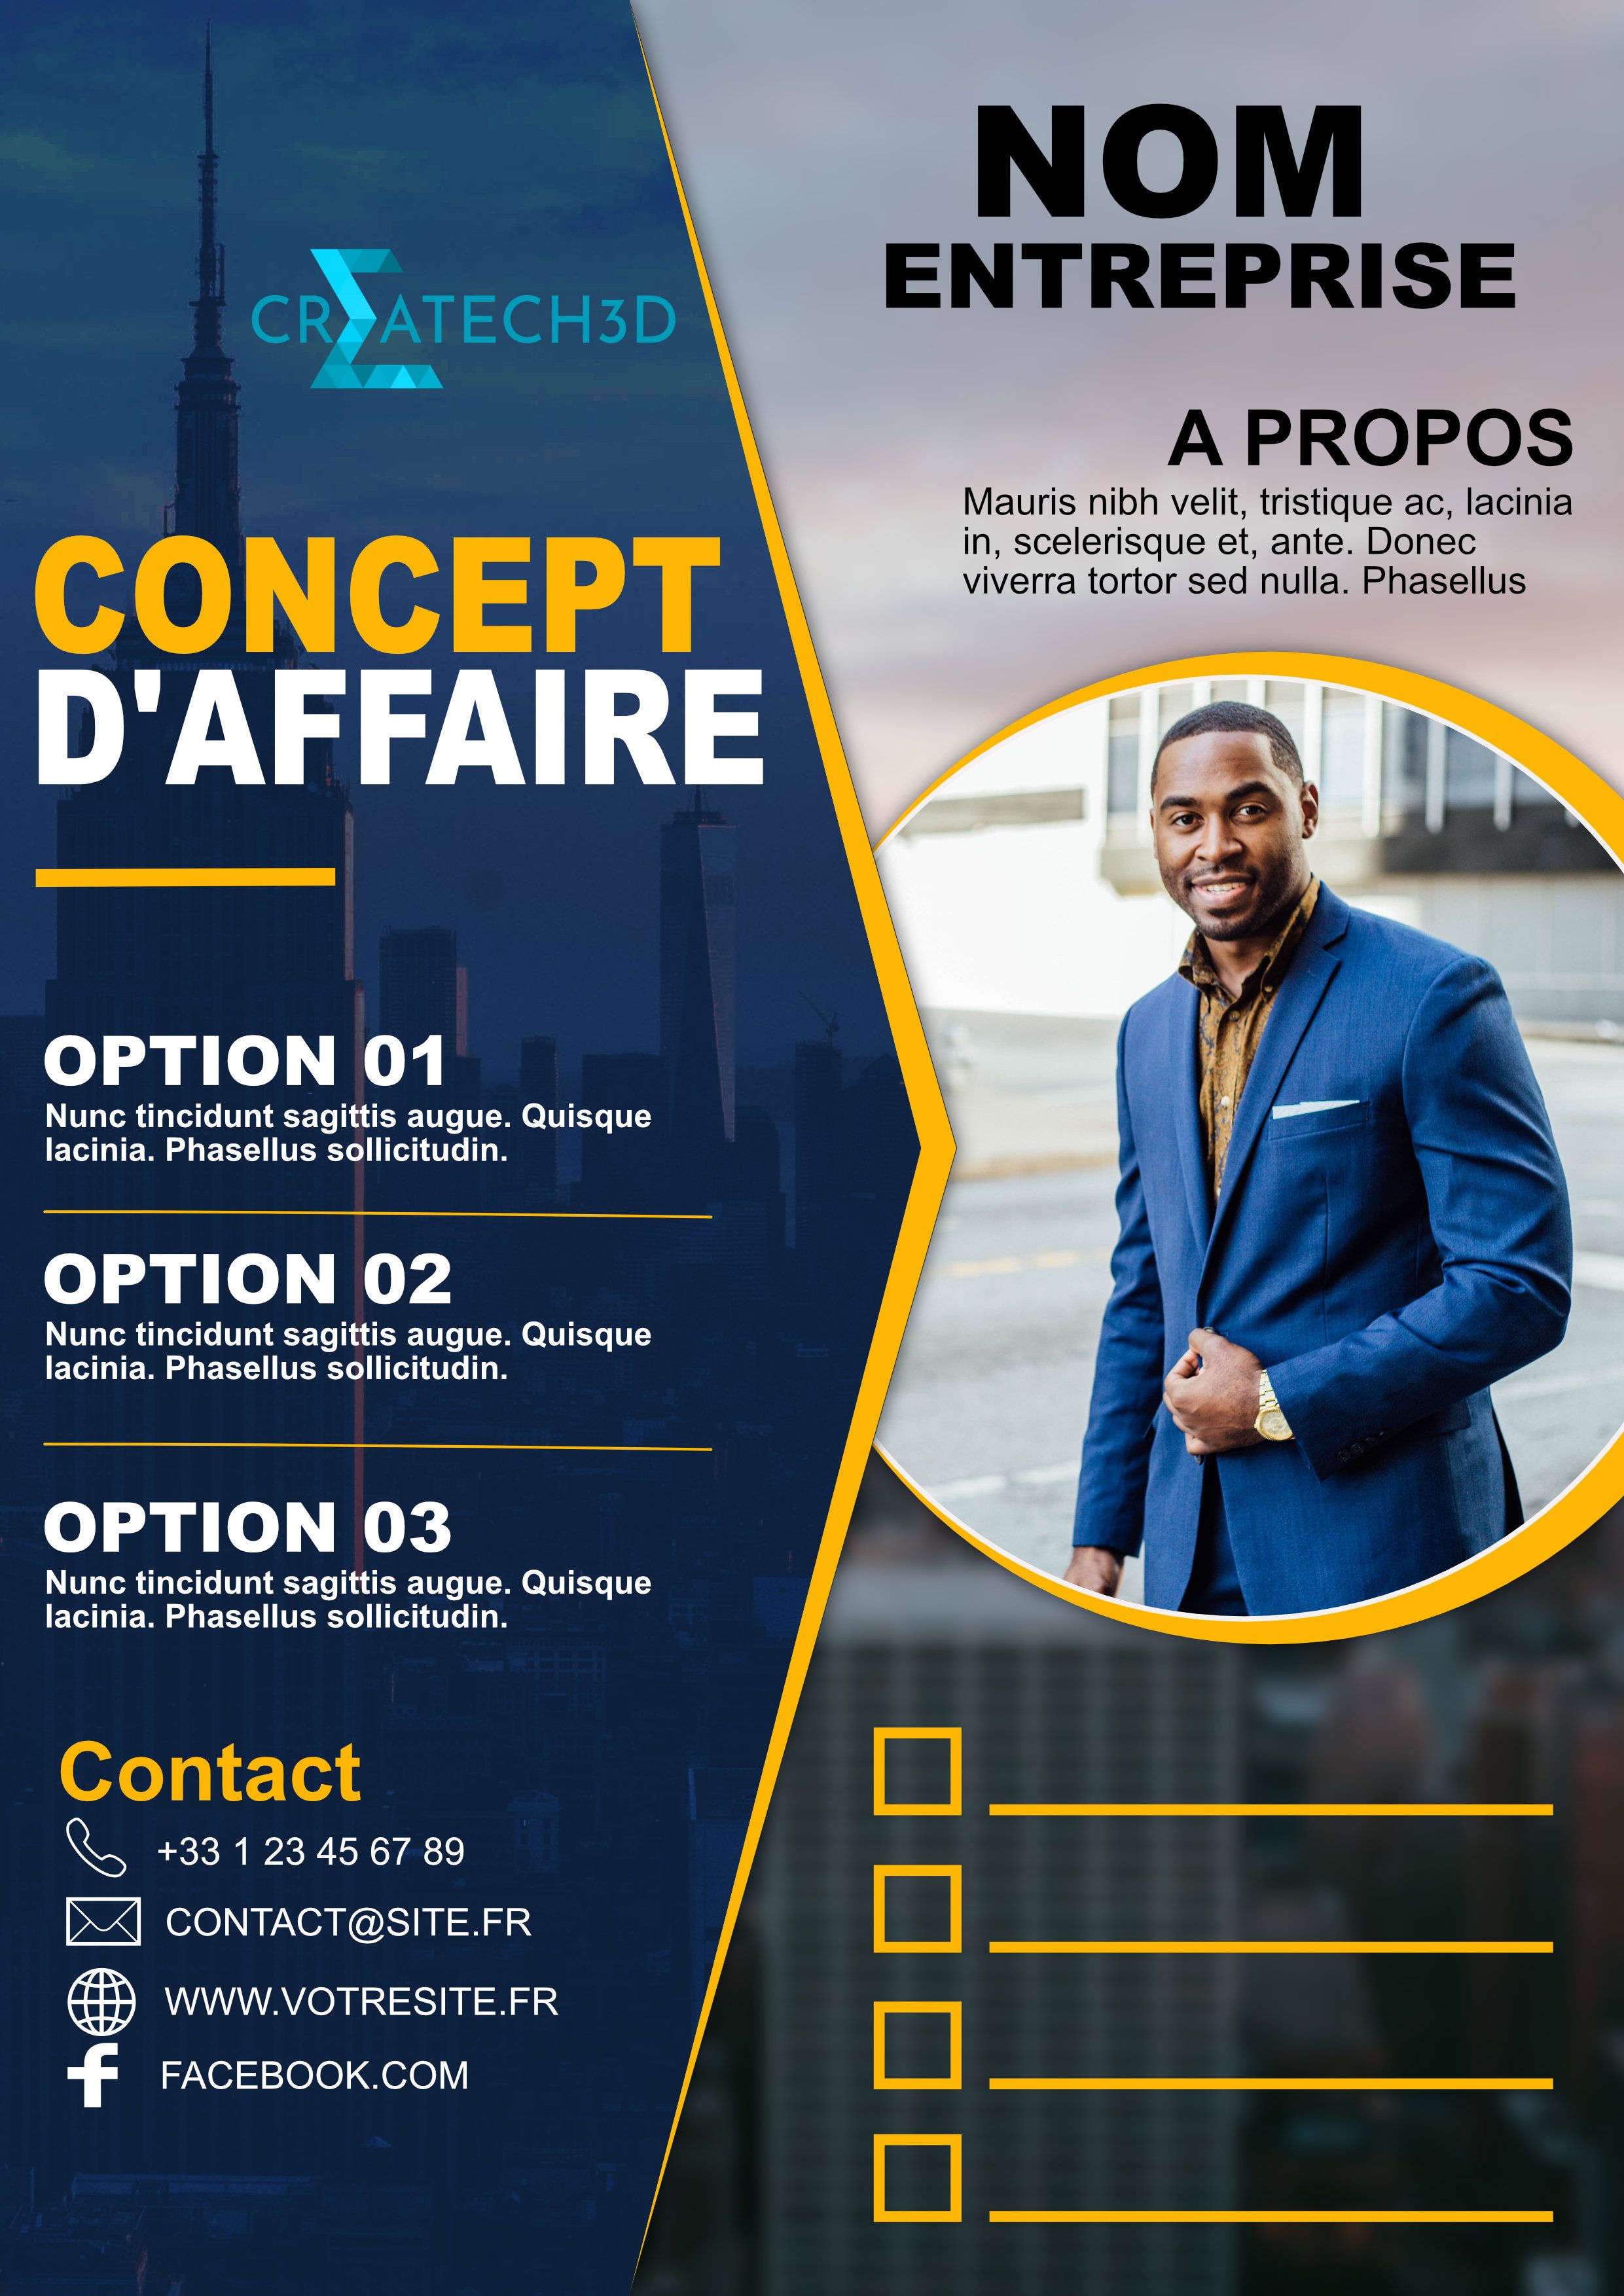 CRΣATECH3D
CONCEPT
D'AFFAIRE
OPTION 01
Nunc tincidunt sagittis augue. Quisque
lacinia. Phasellus sollicitudin.
OPTION 02
Nunc tincidunt sagittis augue. Quisque
lacinia. Phasellus sollicitudin.
OPTION 03
Nunc tincidunt sagittis augue. Quisque
lacinia. Phasellus sollicitudin.
Contact
+33 1 23 45 67 89
CONTACT@SITE.FR
WWW.VOTRESITE.FR
FACEBOOK.COM
NOM
ENTREPRISE
A PROPOS
Mauris nibh velit, tristique ac, lacinia
in, scelerisque et, ante. Donec
viverra tortor sed nulla. Phasellus